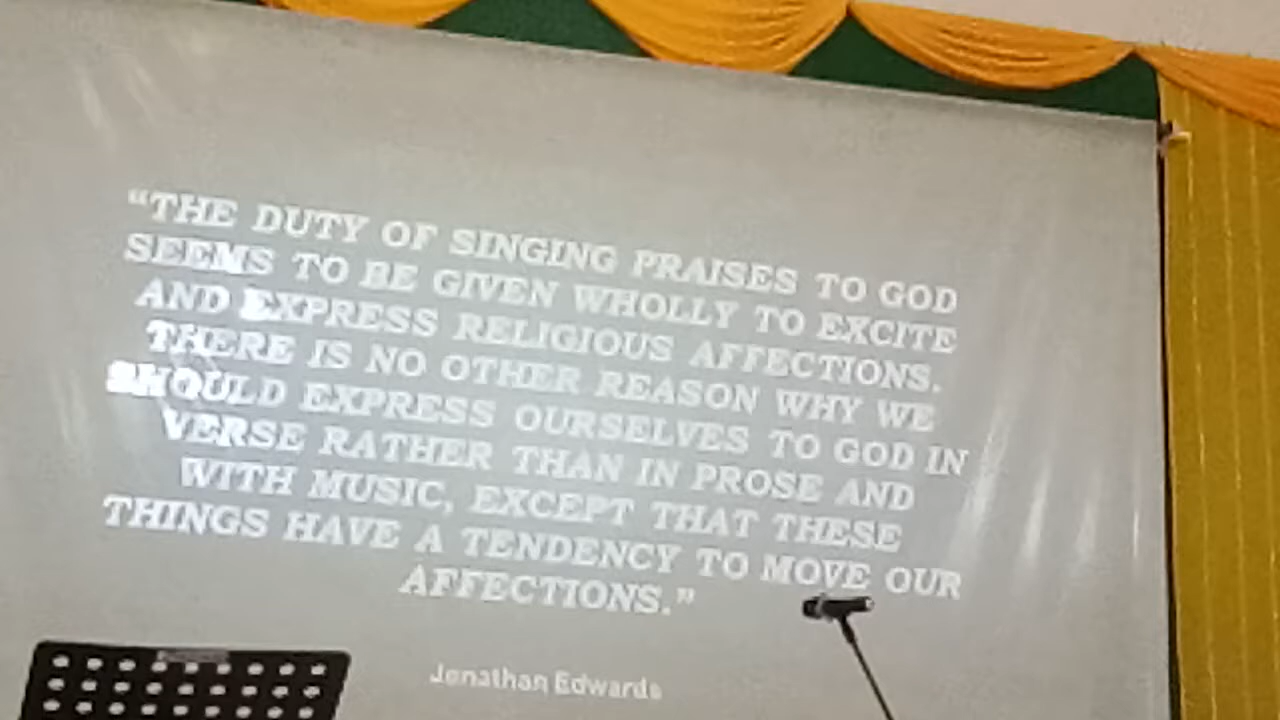 “THE DUTY OF SINGING PRAISES TO GOD
SEEMS TO BE GIVEN WHOLLY TO EXCITE
AND EXPRESS RELIGIOUS AFFECTIONS.
THERE IS NO OTHER REASON WHY WE
SHOULD EXPRESS OURSELVES TO GOD IN
VERSE RATHER THAN IN PROSE AND
WITH MUSIC, EXCEPT THAT THESE
THINGS HAVE A TENDENCY TO MOVE OUR
AFFECTIONS.”
Jonathan Edwards